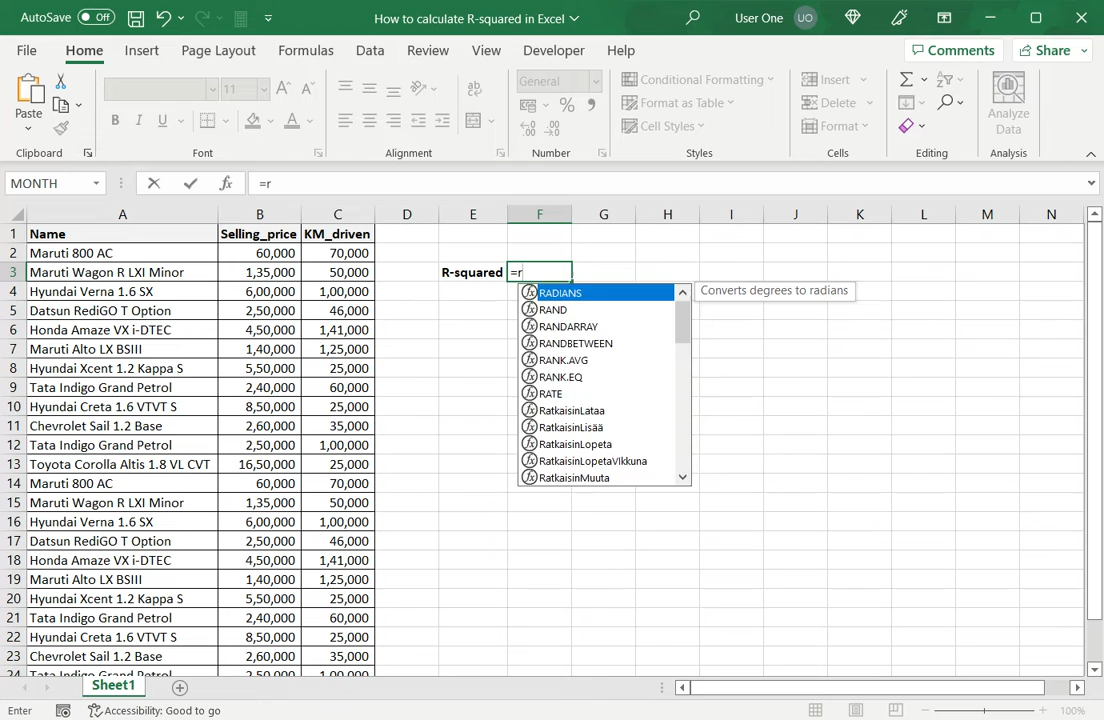 AutoSave Off How to calculate R-squared in Excel User One UO
File Home Insert Page Layout Formulas Data Review View Developer Help Comments Share
11 General Conditional Formatting Insert
Paste Format as Table Delete Analyze Data
B I U A % 9 Cell Styles Format
Clipboard Font Alignment Number Styles Cells Editing Analysis
MONTH fx =r
A B C D E F G H I J K L M N
1 Name Selling_price KM_driven
2 Maruti 800 AC 60,000 70,000
3 Maruti Wagon R LXI Minor 1,35,000 50,000 R-squared =r
4 Hyundai Verna 1.6 SX 6,00,000 1,00,000 RADIANS Converts degrees to radians
5 Datsun RediGO T Option 2,50,000 46,000 RAND
6 Honda Amaze VX i-DTEC 4,50,000 1,41,000 RANDARRAY
7 Maruti Alto LX BSIII 1,40,000 1,25,000 RANDBETWEEN
8 Hyundai Xcent 1.2 Kappa S 5,50,000 25,000 RANK.AVG
RANK.EQ
9 Tata Indigo Grand Petrol 2,40,000 60,000 RATE
10 Hyundai Creta 1.6 VTVT S 8,50,000 25,000 RatkaisinLataa
11 Chevrolet Sail 1.2 Base 2,60,000 35,000 RatkaisinLisää
12 Tata Indigo Grand Petrol 2,50,000 1,00,000 RatkaisinLopeta
13 Toyota Corolla Altis 1.8 VL CVT 16,50,000 25,000 RatkaisinLopetaVIkkuna
14 Maruti 800 AC 60,000 70,000 RatkaisinMuuta
15 Maruti Wagon R LXI Minor 1,35,000 50,000
16 Hyundai Verna 1.6 SX 6,00,000 1,00,000
17 Datsun RediGO T Option 2,50,000 46,000
18 Honda Amaze VX i-DTEC 4,50,000 1,41,000
19 Maruti Alto LX BSIII 1,40,000 1,25,000
20 Hyundai Xcent 1.2 Kappa S 5,50,000 25,000
21 Tata Indigo Grand Petrol 2,40,000 60,000
22 Hyundai Creta 1.6 VTVT S 8,50,000 25,000
23 Chevrolet Sail 1.2 Base 2,60,000 35,000
24 Tata Indigo Grand Petrol 2,50,000 1,00,000
Sheet1
Enter Accessibility: Good to go 100%